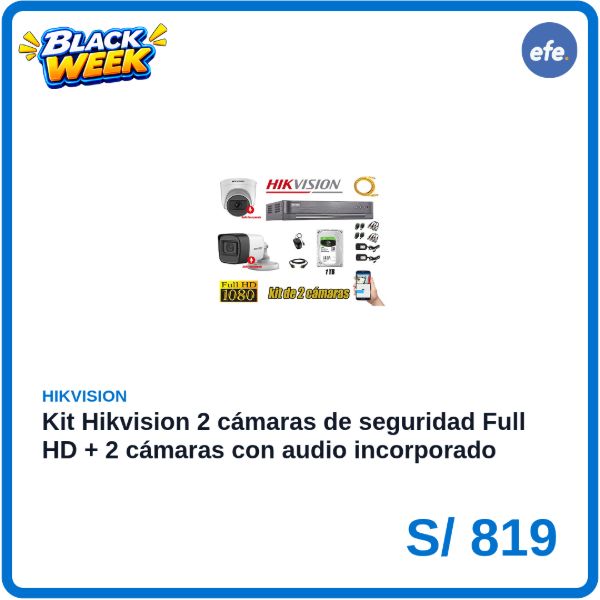 BLACK
WEEK
efe.
HIKVISION
1TB
Full HD
1080
kit de 2 cámaras
HIKVISION
Kit Hikvision 2 cámaras de seguridad Full
HD + 2 cámaras con audio incorporado
S/ 819